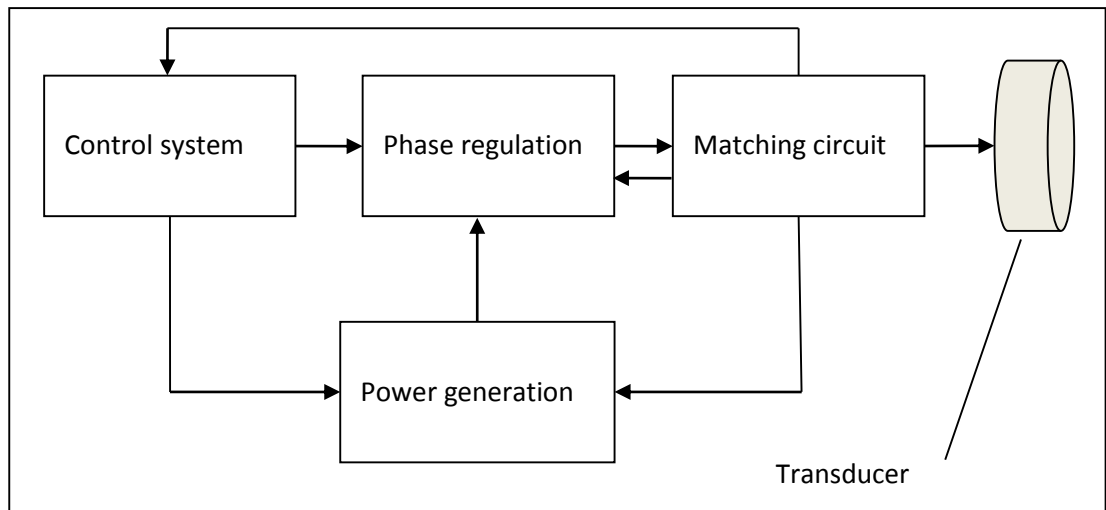 Control system
Phase regulation
Matching circuit
Power generation
Transducer